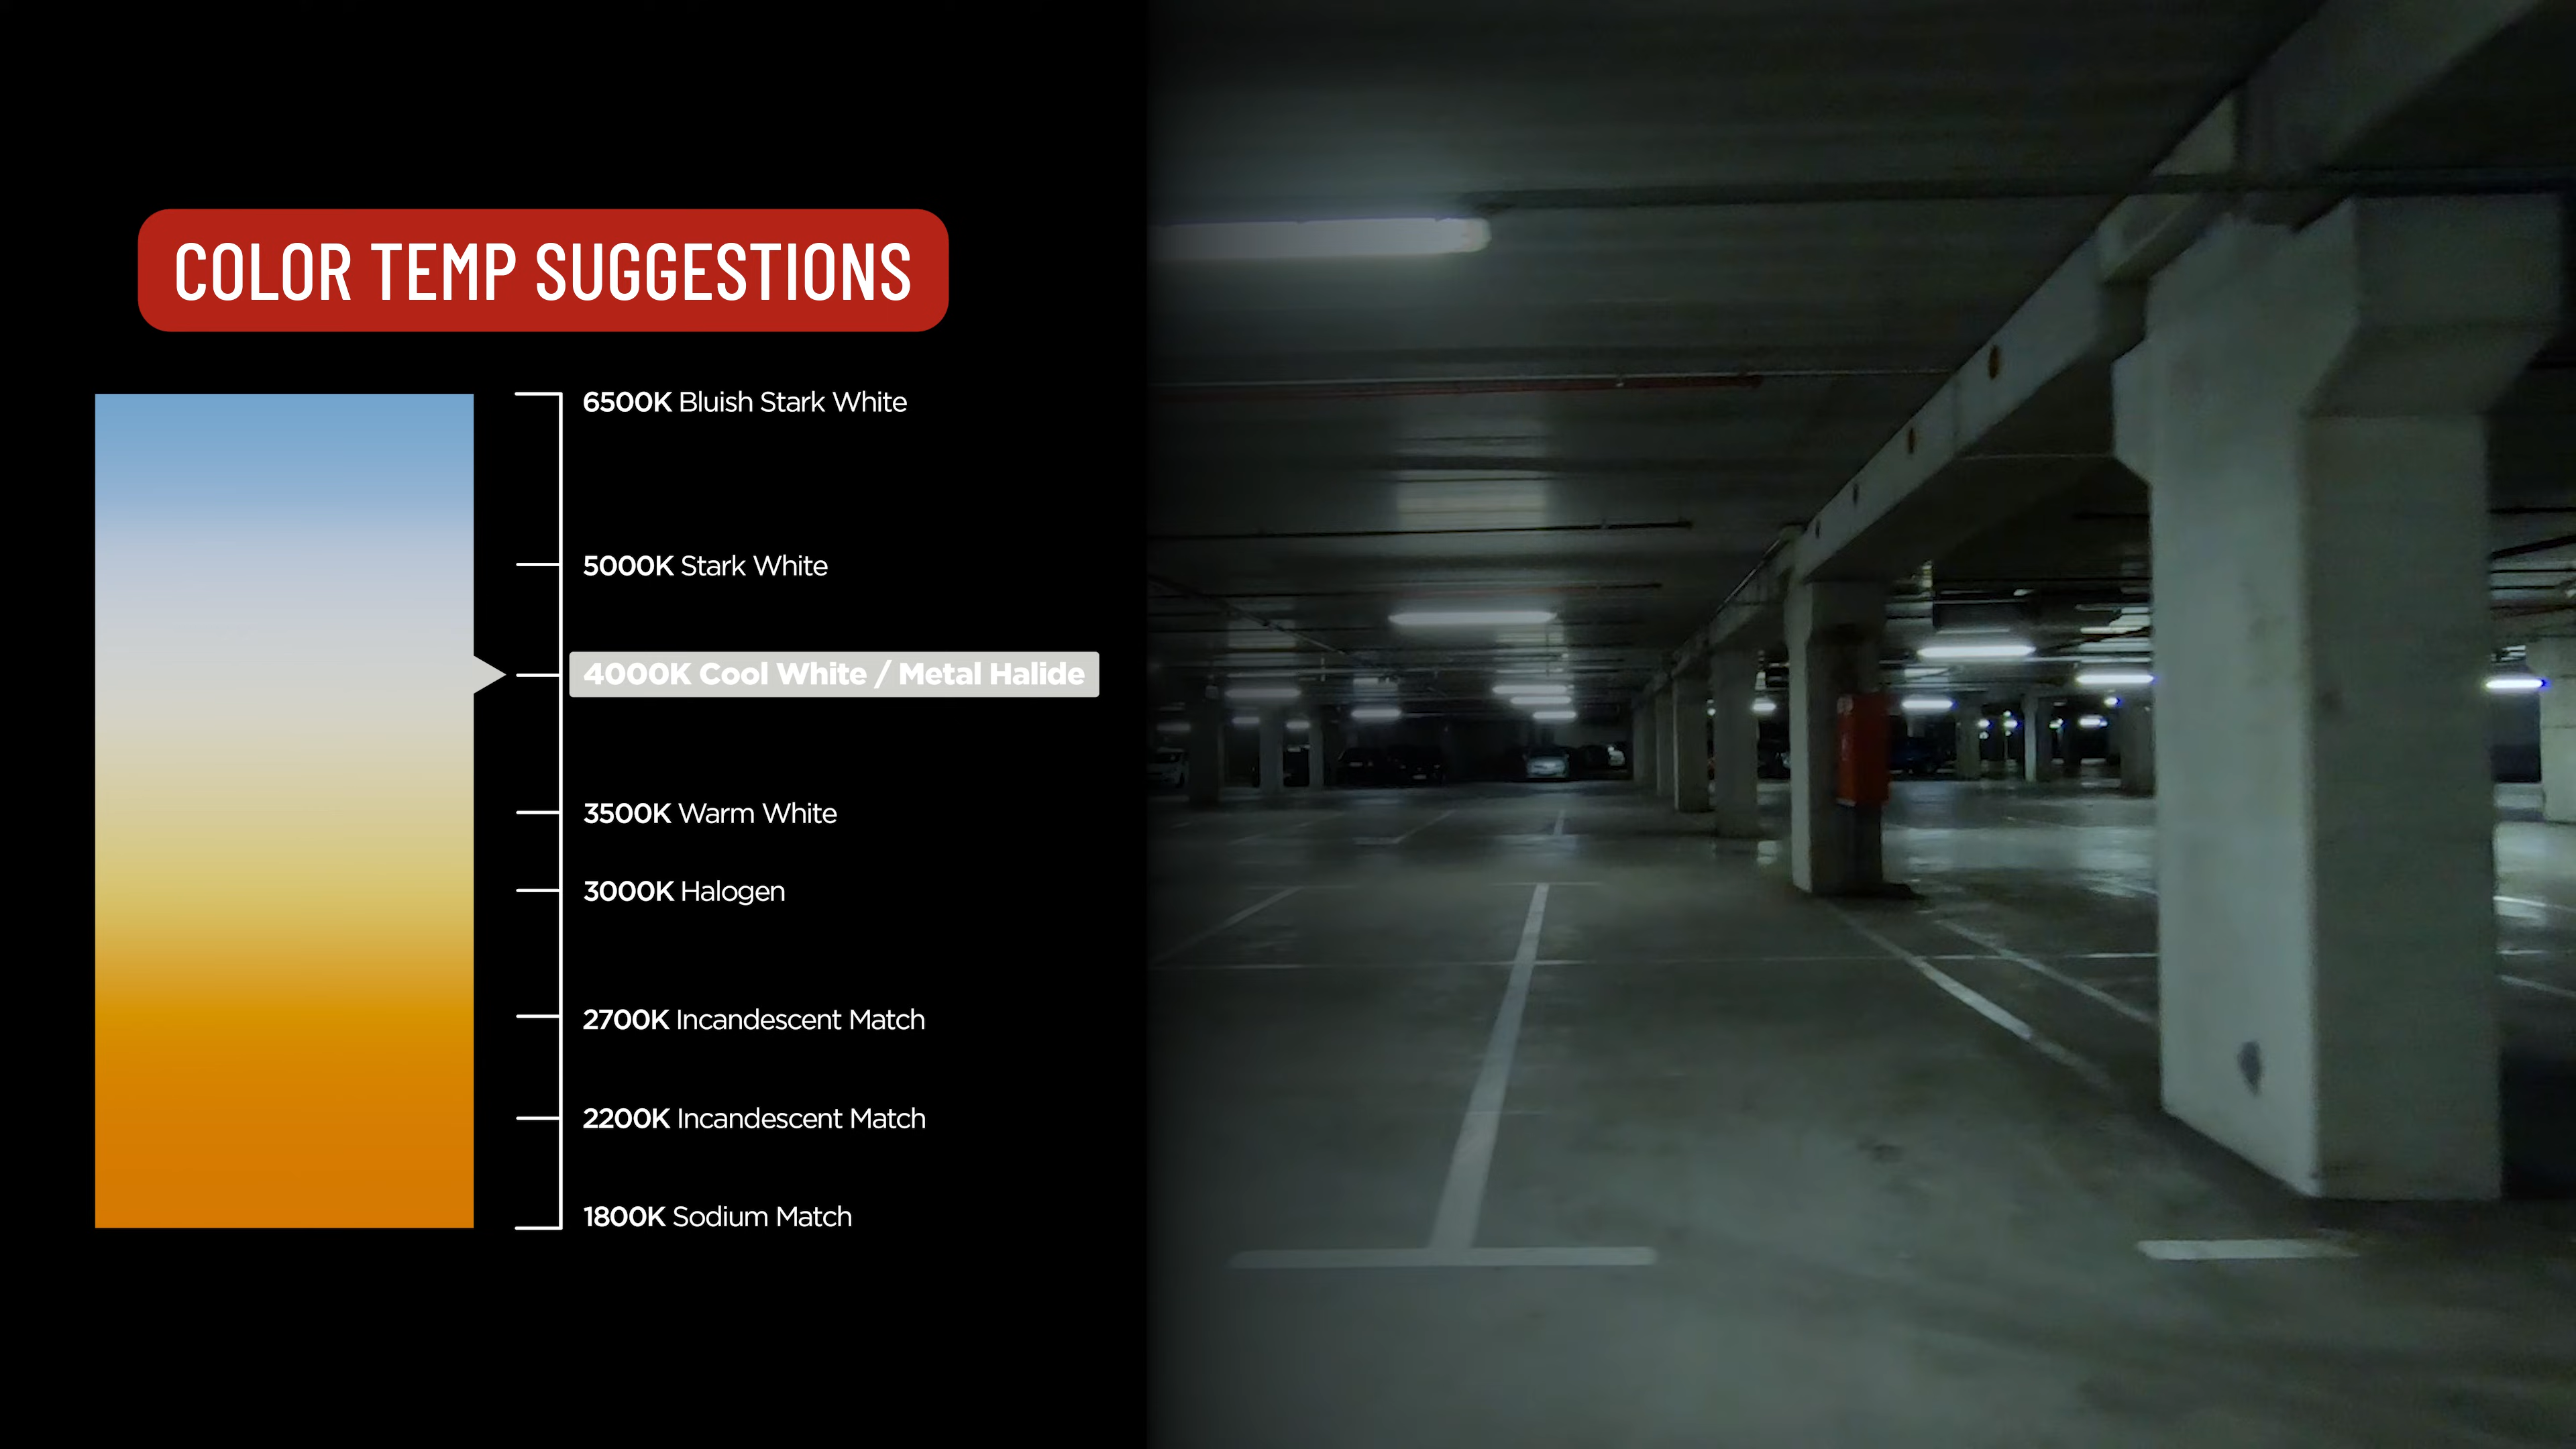 COLOR TEMP SUGGESTIONS
6500K Bluish Stark White
5000K Stark White
4000K Cool White / Metal Halide
3500K Warm White
3000K Halogen
2700K Incandescent Match
2200K Incandescent Match
1800K Sodium Match